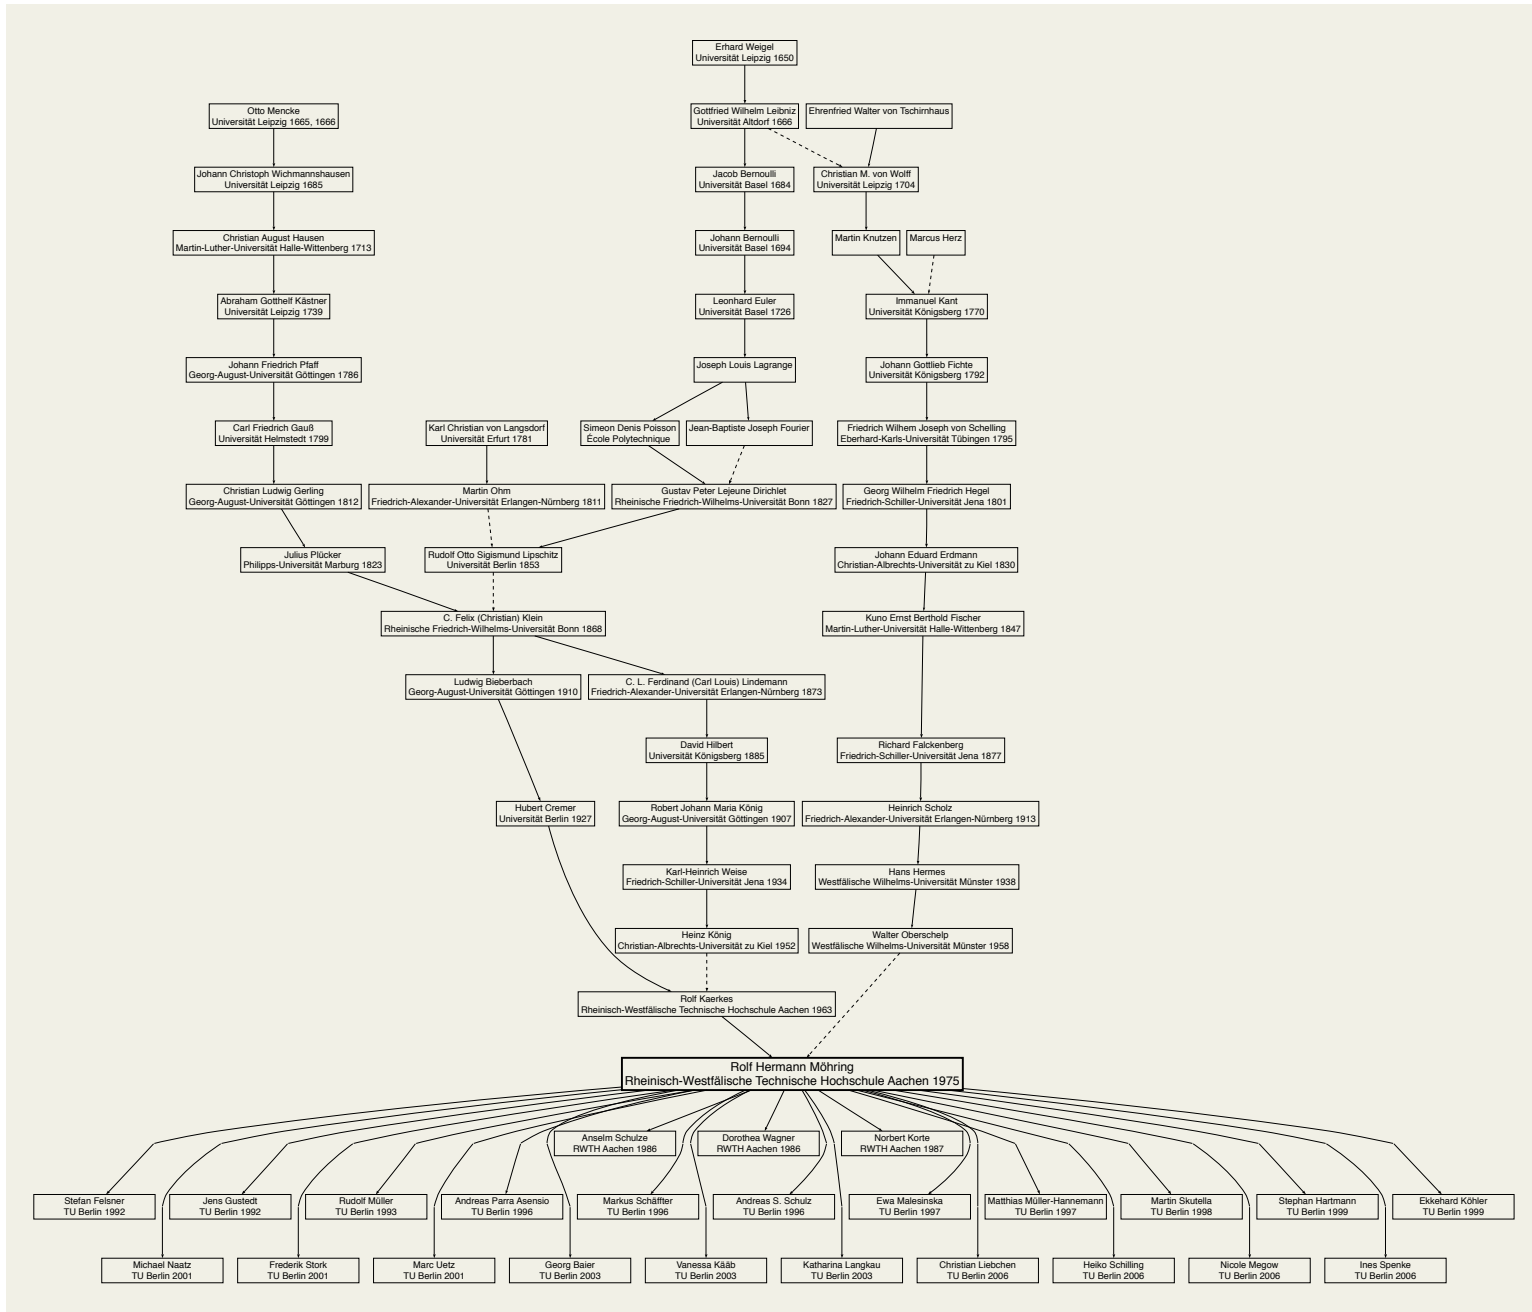 Erhard Weigel
Universität Leipzig 1650
Otto Mencke
Universität Leipzig 1665, 1666
Gottfried Wilhelm Leibniz
Universität Altdorf 1666
Ehrenfried Walter von Tschirnhaus
Johann Christoph Wichmannshausen
Universität Leipzig 1685
Jacob Bernoulli
Universität Basel 1684
Christian M. von Wolff
Universität Leipzig 1704
Christian August Hausen
Martin-Luther-Universität Halle-Wittenberg 1713
Johann Bernoulli
Universität Basel 1694
Martin Knutzen
Marcus Herz
Abraham Gotthelf Kästner
Universität Leipzig 1739
Leonhard Euler
Universität Basel 1726
Immanuel Kant
Universität Königsberg 1770
Johann Friedrich Pfaff
Georg-August-Universität Göttingen 1786
Joseph Louis Lagrange
Johann Gottlieb Fichte
Universität Königsberg 1792
Carl Friedrich Gauß
Universität Helmstedt 1799
Karl Christian von Langsdorf
Universität Erfurt 1781
Simeon Denis Poisson
École Polytechnique
Jean-Baptiste Joseph Fourier
Friedrich Wilhem Joseph von Schelling
Eberhard-Karls-Universität Tübingen 1795
Christian Ludwig Gerling
Georg-August-Universität Göttingen 1812
Martin Ohm
Friedrich-Alexander-Universität Erlangen-Nürnberg 1811
Gustav Peter Lejeune Dirichlet
Rheinische Friedrich-Wilhelms-Universität Bonn 1827
Georg Wilhelm Friedrich Hegel
Friedrich-Schiller-Universität Jena 1801
Julius Plücker
Philipps-Universität Marburg 1823
Rudolf Otto Sigismund Lipschitz
Universität Berlin 1853
Johann Eduard Erdmann
Christian-Albrechts-Universität zu Kiel 1830
C. Felix (Christian) Klein
Rheinische Friedrich-Wilhelms-Universität Bonn 1868
Kuno Ernst Berthold Fischer
Martin-Luther-Universität Halle-Wittenberg 1847
Ludwig Bieberbach
Georg-August-Universität Göttingen 1910
C. L. Ferdinand (Carl Louis) Lindemann
Friedrich-Alexander-Universität Erlangen-Nürnberg 1873
David Hilbert
Universität Königsberg 1885
Richard Falckenberg
Friedrich-Schiller-Universität Jena 1877
Hubert Cremer
Universität Berlin 1927
Robert Johann Maria König
Georg-August-Universität Göttingen 1907
Heinrich Scholz
Friedrich-Alexander-Universität Erlangen-Nürnberg 1913
Karl-Heinrich Weise
Friedrich-Schiller-Universität Jena 1934
Hans Hermes
Westfälische Wilhelms-Universität Münster 1938
Heinz König
Christian-Albrechts-Universität zu Kiel 1952
Walter Oberschelp
Westfälische Wilhelms-Universität Münster 1958
Rolf Kaerkes
Rheinisch-Westfälische Technische Hochschule Aachen 1963
Rolf Hermann Möhring
Rheinisch-Westfälische Technische Hochschule Aachen 1975
Anselm Schulze
RWTH Aachen 1986
Dorothea Wagner
RWTH Aachen 1986
Norbert Korte
RWTH Aachen 1987
Stefan Felsner
TU Berlin 1992
Jens Gustedt
TU Berlin 1992
Rudolf Müller
TU Berlin 1993
Andreas Parra Asensio
TU Berlin 1996
Markus Schäffter
TU Berlin 1996
Andreas S. Schulz
TU Berlin 1996
Ewa Malesinska
TU Berlin 1997
Matthias Müller-Hannemann
TU Berlin 1997
Martin Skutella
TU Berlin 1998
Stephan Hartmann
TU Berlin 1999
Ekkehard Köhler
TU Berlin 1999
Michael Naatz
TU Berlin 2001
Frederik Stork
TU Berlin 2001
Marc Uetz
TU Berlin 2001
Georg Baier
TU Berlin 2003
Vanessa Kääb
TU Berlin 2003
Katharina Langkau
TU Berlin 2003
Christian Liebchen
TU Berlin 2006
Heiko Schilling
TU Berlin 2006
Nicole Megow
TU Berlin 2006
Ines Spenke
TU Berlin 2006